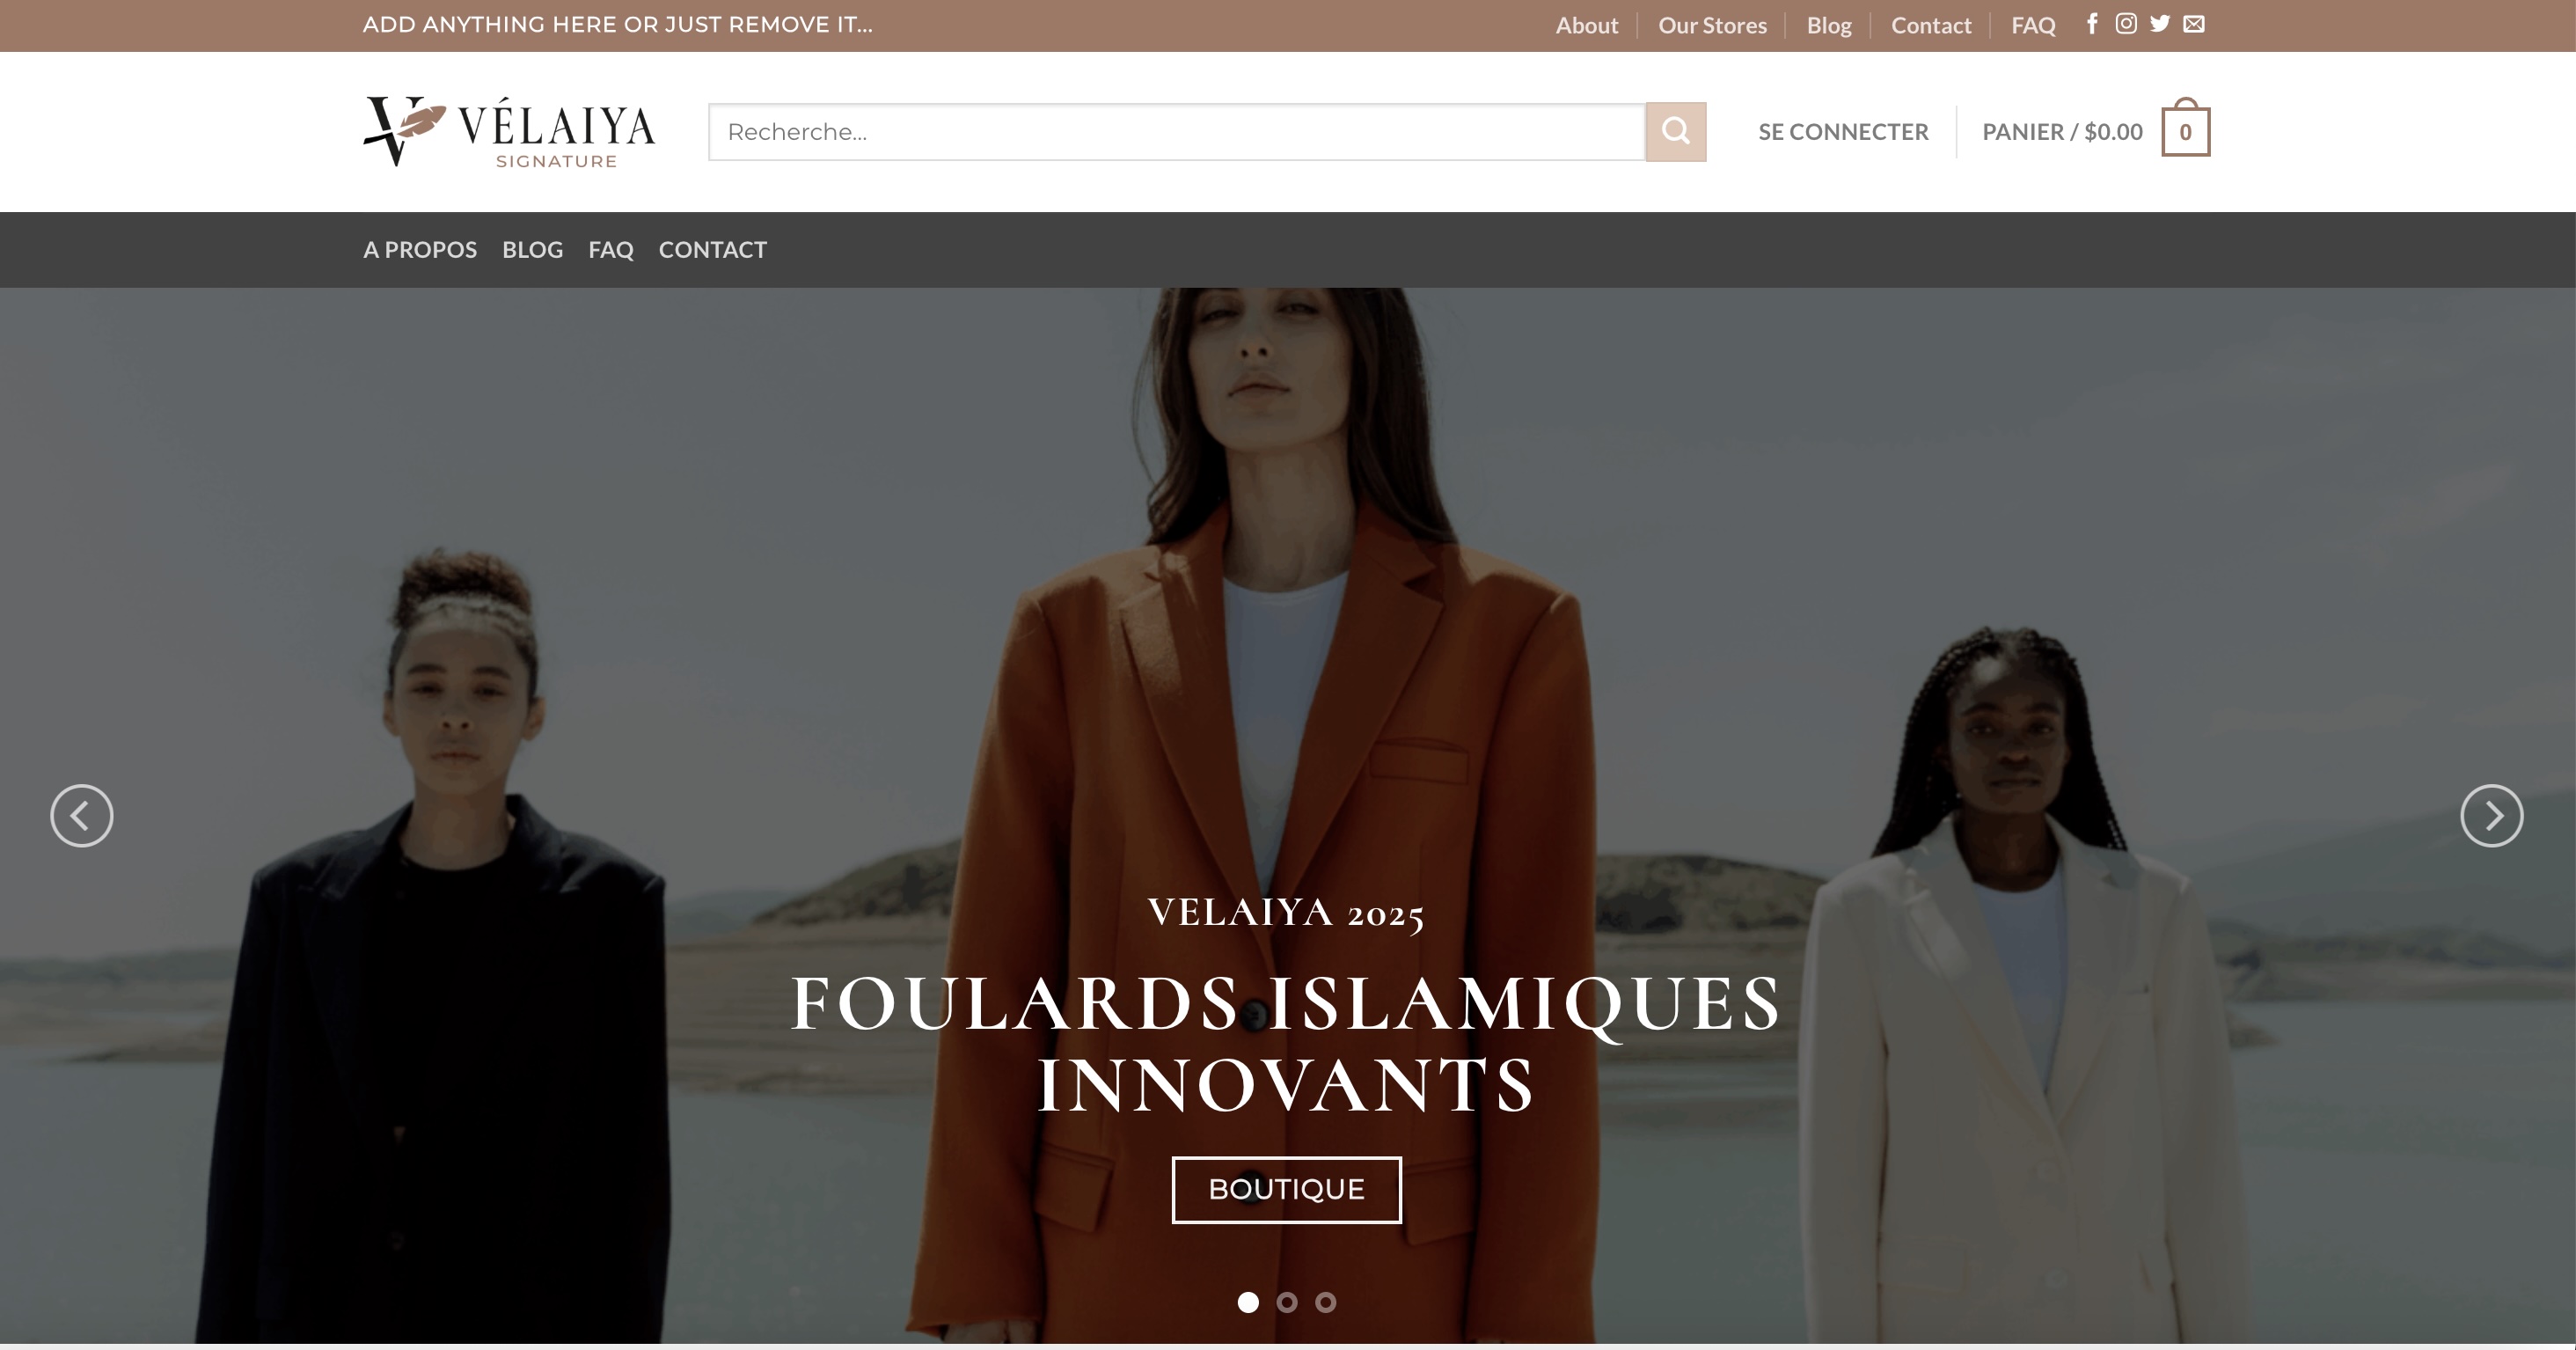 ADD ANYTHING HERE OR JUST REMOVE IT...
About
Our Stores
Blog
Contact
FAQ
VÉLAIYA
SIGNATURE
Recherche...
SE CONNECTER
PANIER / $0.00
0
A PROPOS
BLOG
FAQ
CONTACT
VELAIYA 2025
FOULARDS ISLAMIQUES
INNOVANTS
BOUTIQUE